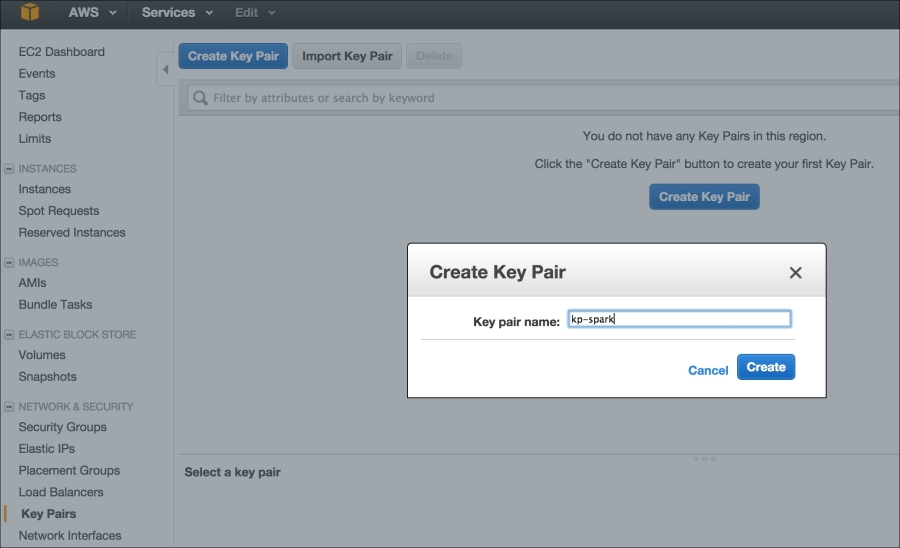 AWS Services Edit
EC2 Dashboard
Events
Tags
Reports
Limits
INSTANCES
Instances
Spot Requests
Reserved Instances
IMAGES
AMIs
Bundle Tasks
ELASTIC BLOCK STORE
Volumes
Snapshots
NETWORK & SECURITY
Security Groups
Elastic IPs
Placement Groups
Load Balancers
Key Pairs
Network Interfaces
Create Key Pair Import Key Pair Delete
Filter by attributes or search by keyword
You do not have any Key Pairs in this region.
Click the "Create Key Pair" button to create your first Key Pair.
Create Key Pair
Create Key Pair
Key pair name: kp-spark
Cancel Create
Select a key pair